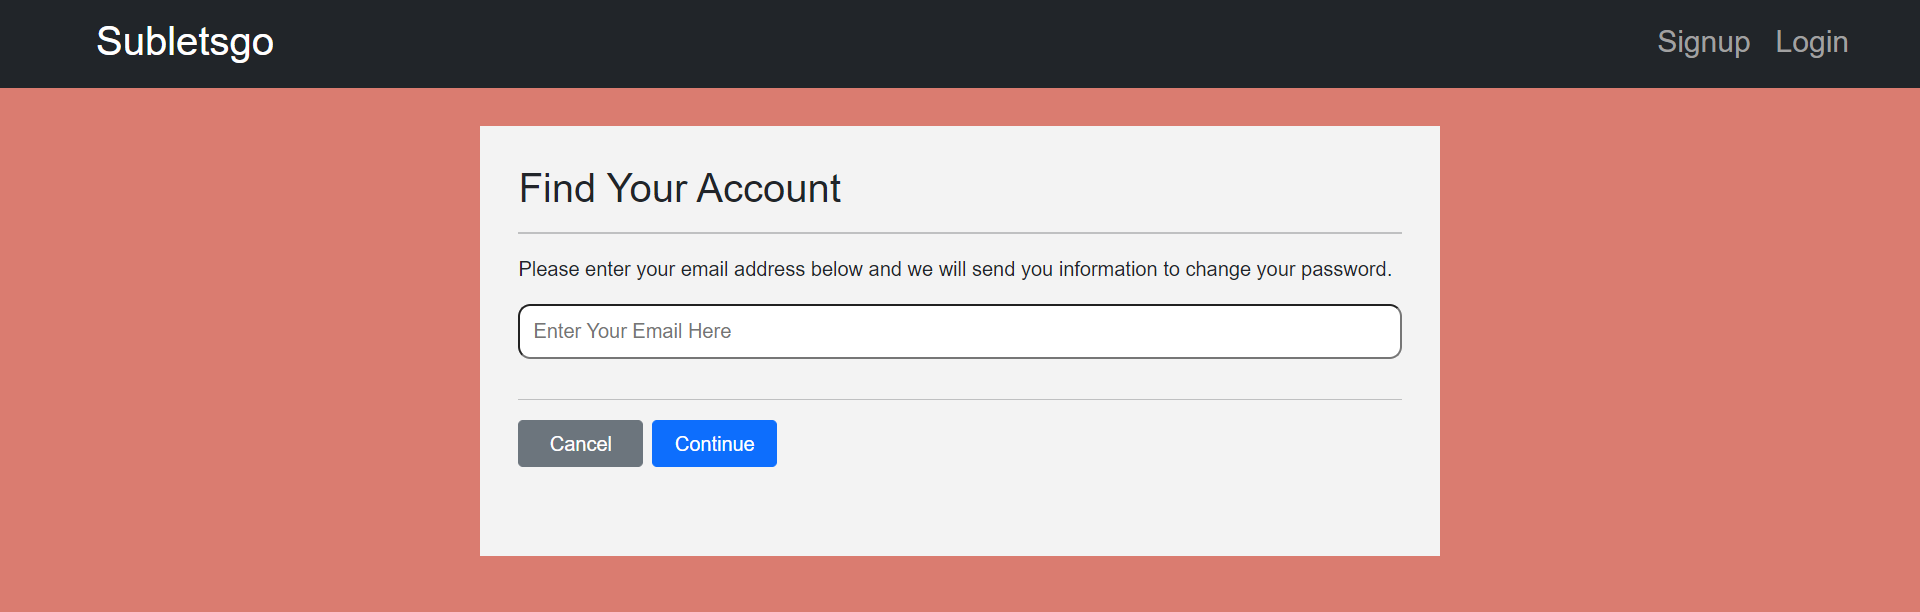 Subletsgo
Signup Login
Find Your Account
Please enter your email address below and we will send you information to change your password.
Enter Your Email Here
Cancel Continue